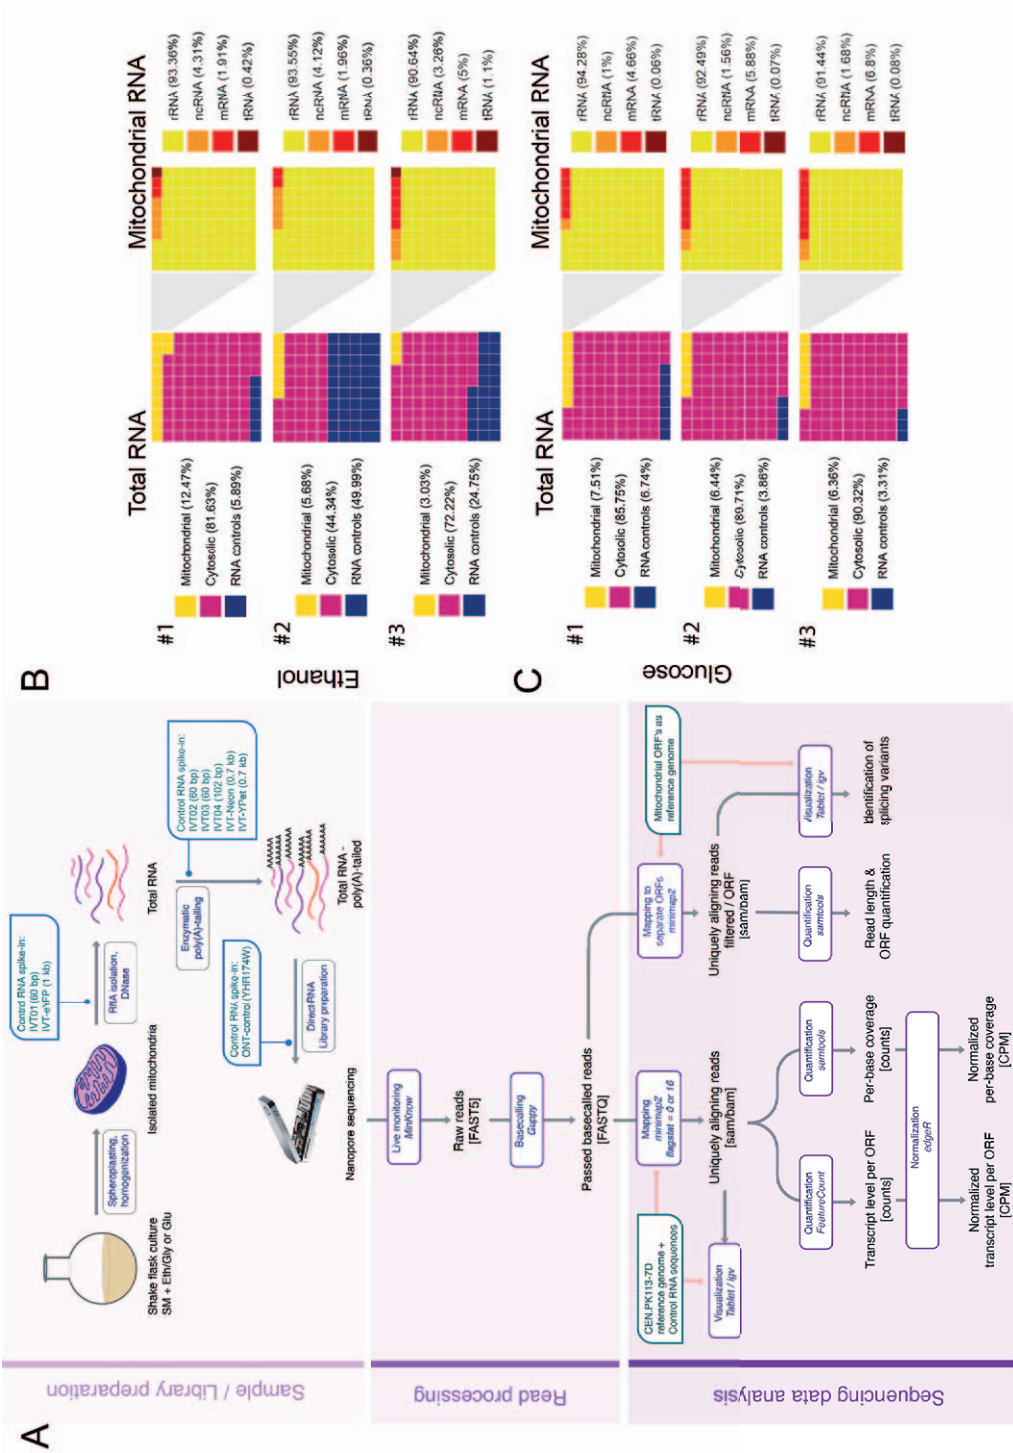 A
Sample / Library preparation
Shake flask culture
SM + Eth/Gly or Glu
Spheroplasting,
homogenization
Isolated mitochondria
Control RNA spike-in:
IVT01 (60 bp)
IVT-eYFP (1 kb)
RNA isolation,
DNase
Total RNA
Control RNA spike-in:
IVT02 (60 bp)
IVT03 (60 bp)
IVT04 (102 bp)
IVT-Neon (0.7 kb)
IVT-YPet (0.7 kb)
Enzymatic
poly(A)-tailing
AAAAAA
AAAAAA
AAAAAA
AAAAAA
AAAAAA
AAAAAA
Total RNA -
poly(A)-tailed
Control RNA spike-in:
ONT-control (YHR174W)
Direct-RNA
Library preparation
Nanopore sequencing
Read processing
Live monitoring
MinKnow
Raw reads
[FAST5]
Basecalling
Guppy
Passed basecalled reads
[FASTQ]
Sequencing data analysis
CEN.PK113-7D
reference genome +
Control RNA sequences
Mapping
minimap2
flagstat = 0 or 16
Mapping to
separate ORFs
minimap2
Mitochondrial ORF's as
reference genome
Visualization
Tablet / igv
Uniquely aligning reads
[sam/bam]
Uniquely aligning reads
filtered / ORF
[sam/bam]
Quantification
FeatureCount
Quantification
samtools
Quantification
samtools
Visualization
Tablet / igv
Transcript level per ORF
[counts]
Per-base coverage
[counts]
Read length &
ORF quantification
Identification of
splicing variants
Normalization
edgeR
Normalized
transcript level per ORF
[CPM]
Normalized
per-base coverage
[CPM]
B
Ethanol
Total RNA
Mitochondrial RNA
#1
Mitochondrial (12.47%)
Cytosolic (81.63%)
RNA controls (5.89%)
rRNA (93.36%)
ncRNA (4.31%)
mRNA (1.91%)
tRNA (0.42%)
#2
Mitochondrial (5.68%)
Cytosolic (44.34%)
RNA controls (49.99%)
rRNA (93.55%)
ncRNA (4.12%)
mRNA (1.96%)
tRNA (0.36%)
#3
Mitochondrial (3.03%)
Cytosolic (72.22%)
RNA controls (24.75%)
rRNA (90.64%)
ncRNA (3.26%)
mRNA (5%)
tRNA (1.1%)
C
Glucose
Total RNA
Mitochondrial RNA
#1
Mitochondrial (7.51%)
Cytosolic (85.75%)
RNA controls (6.74%)
rRNA (94.28%)
ncRNA (1%)
mRNA (4.66%)
tRNA (0.06%)
#2
Mitochondrial (6.44%)
Cytosolic (89.71%)
RNA controls (3.86%)
rRNA (92.49%)
ncRNA (1.56%)
mRNA (5.88%)
tRNA (0.07%)
#3
Mitochondrial (6.36%)
Cytosolic (90.32%)
RNA controls (3.31%)
rRNA (91.44%)
ncRNA (1.68%)
mRNA (6.8%)
tRNA (0.08%)